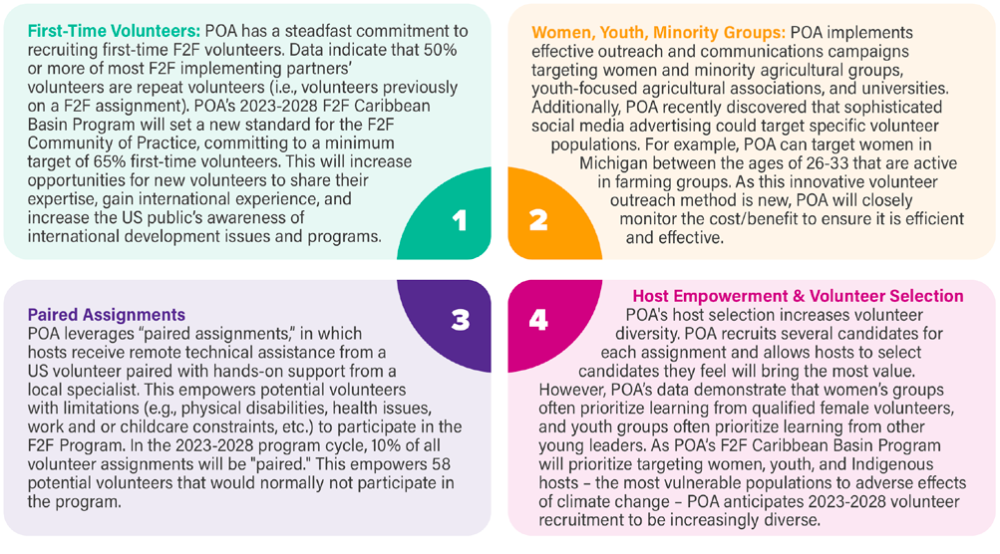 First-Time Volunteers: POA has a steadfast commitment to
recruiting first-time F2F volunteers. Data indicate that 50%
or more of most F2F implementing partners’
volunteers are repeat volunteers (i.e., volunteers previously
on a F2F assignment). POA’s 2023-2028 F2F Caribbean
Basin Program will set a new standard for the F2F
Community of Practice, committing to a minimum
target of 65% first-time volunteers. This will increase
opportunities for new volunteers to share their
expertise, gain international experience, and
increase the US public’s awareness of
international development issues and programs.
1
Women, Youth, Minority Groups: POA implements
effective outreach and communications campaigns
targeting women and minority agricultural groups,
youth-focused agricultural associations, and universities.
Additionally, POA recently discovered that sophisticated
social media advertising could target specific volunteer
populations. For example, POA can target women in
Michigan between the ages of 26-33 that are active
in farming groups. As this innovative volunteer
outreach method is new, POA will closely
monitor the cost/benefit to ensure it is efficient
and effective.
2
Paired Assignments
POA leverages “paired assignments,” in which
hosts receive remote technical assistance from a
US volunteer paired with hands-on support from a
local specialist. This empowers potential volunteers
with limitations (e.g., physical disabilities, health issues,
work and or childcare constraints, etc.) to participate in the
F2F Program. In the 2023-2028 program cycle, 10% of all
volunteer assignments will be "paired." This empowers 58
potential volunteers that would normally not participate in
the program.
3
Host Empowerment & Volunteer Selection
POA's host selection increases volunteer
diversity. POA recruits several candidates for
each assignment and allows hosts to select
candidates they feel will bring the most value.
However, POA’s data demonstrate that women’s groups
often prioritize learning from qualified female volunteers,
and youth groups often prioritize learning from other
young leaders. As POA’s F2F Caribbean Basin Program
will prioritize targeting women, youth, and Indigenous
hosts – the most vulnerable populations to adverse effects
of climate change – POA anticipates 2023-2028 volunteer
recruitment to be increasingly diverse.
4